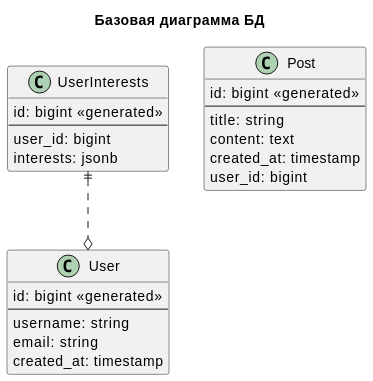 Базовая диаграмма БД
C UserInterests
id: bigint «generated»
user_id: bigint
interests: jsonb
C Post
id: bigint «generated»
title: string
content: text
created_at: timestamp
user_id: bigint
C User
id: bigint «generated»
username: string
email: string
created_at: timestamp